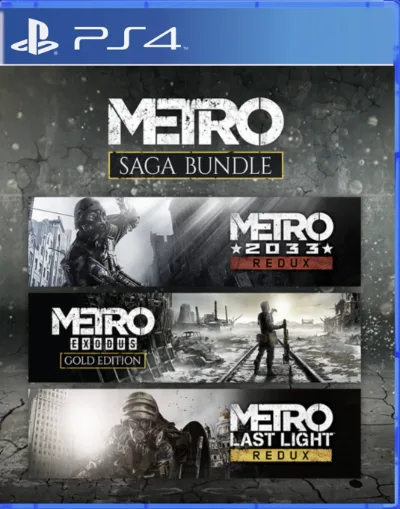 PS4
METRO
SAGA BUNDLE
METRO
2033
REDUX
METRO
EXODUS
GOLD EDITION
METRO
LAST LIGHT
REDUX